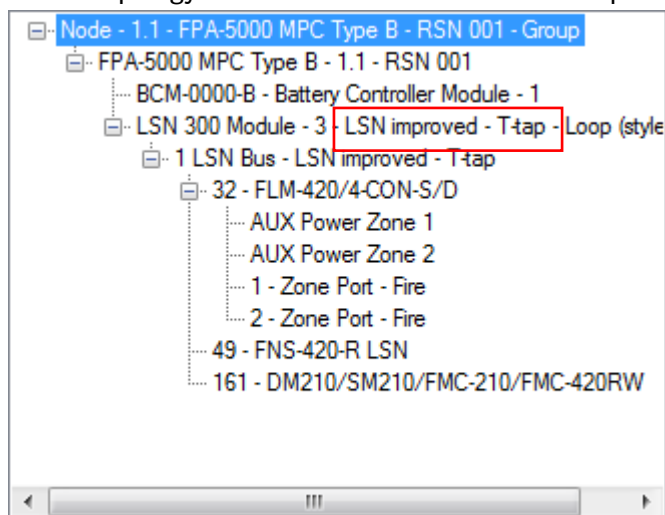 Node - 1.1 - FPA-5000 MPC Type B - RSN 001 - Group
FPA-5000 MPC Type B - 1.1 - RSN 001
BCM-0000-B - Battery Controller Module - 1
LSN 300 Module - 3 - LSN improved - T-tap - Loop (style
1 LSN Bus - LSN improved - T-tap
32 - FLM-420/4-CON-S/D
AUX Power Zone 1
AUX Power Zone 2
1 - Zone Port - Fire
2 - Zone Port - Fire
49 - FNS-420-R LSN
161 - DM210/SM210/FMC-210/FMC-420RW